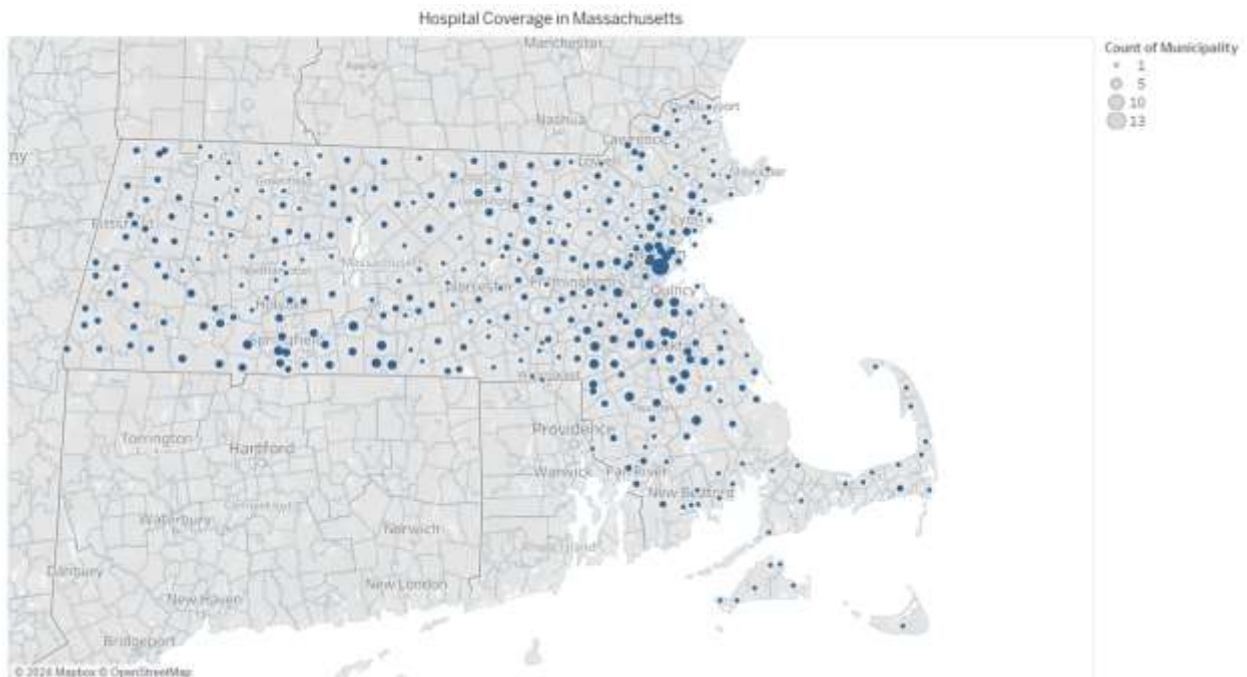 Hospital Coverage in Massachusetts
Count of Municipality
1
5
10
13
Manchester
Nashua
Lawrence
Lowell
Pittsfield
Massachusetts
Worcester
Framingham
Quincy
Holyoke
Springfield
Torrington
Hartford
Providence
Warwick
Fall River
New Bedford
Waterbury
Norwich
Danbury
New London
New Haven
Bridgeport
© 2024 Mapbox © OpenStreetMap